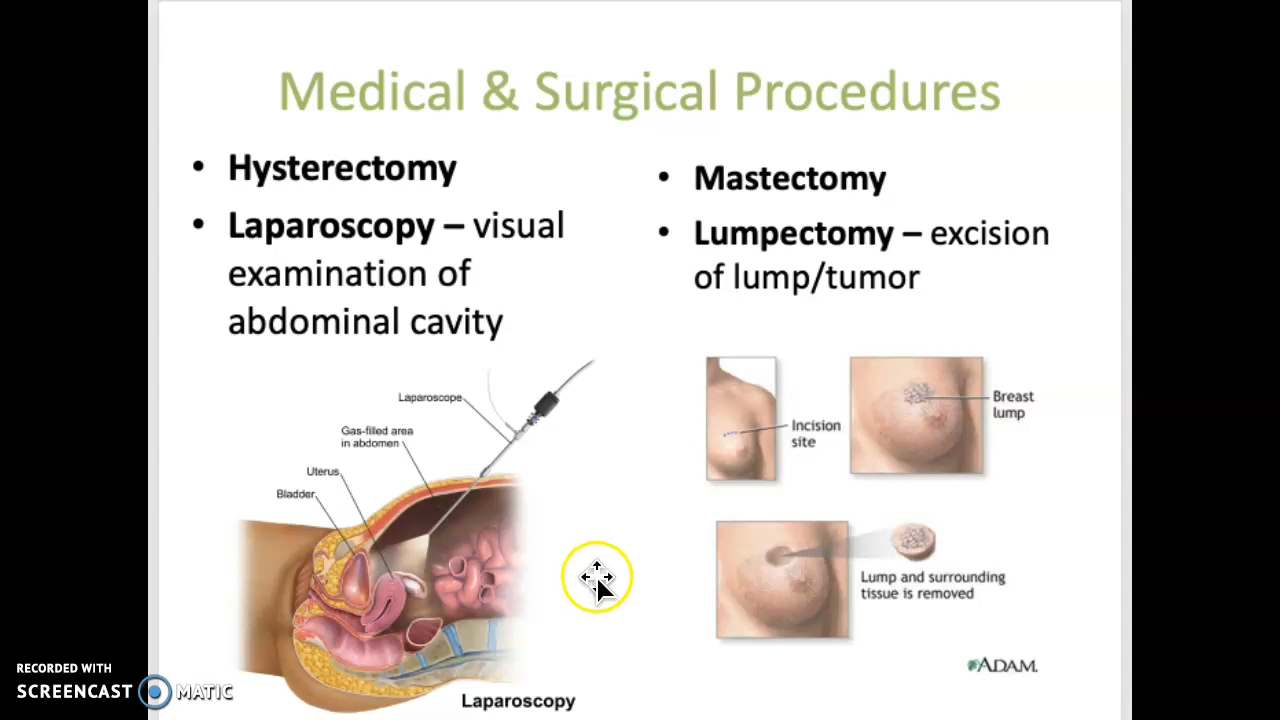 Medical & Surgical Procedures
• Hysterectomy
• Laparoscopy – visual
examination of
abdominal cavity
• Mastectomy
• Lumpectomy – excision
of lump/tumor
Laparoscope
Gas-filled area
in abdomen
Uterus
Bladder
Laparoscopy
Incision
site
Breast
lump
Lump and surrounding
tissue is removed
ADAM.
RECORDED WITH
SCREENCAST MATIC